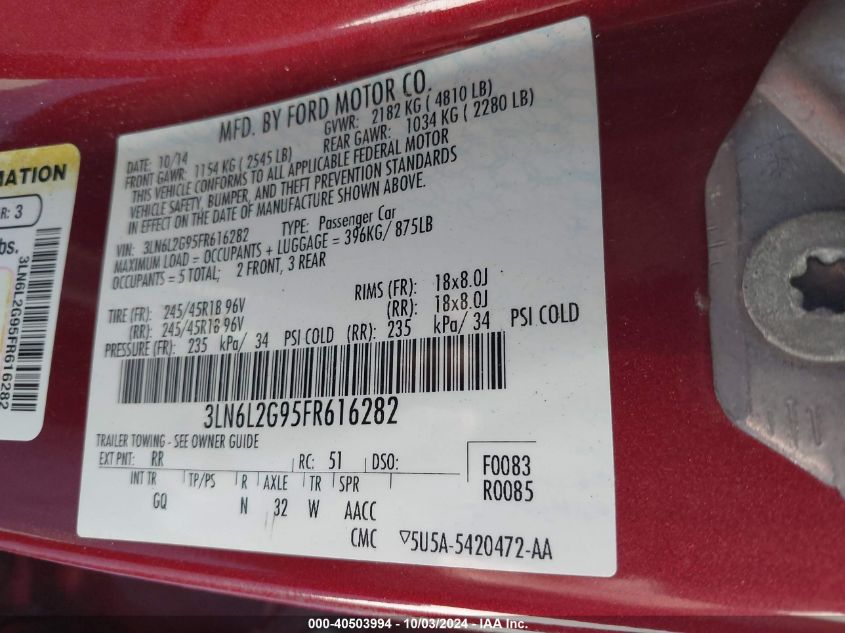 MFD. BY FORD MOTOR CO.
DATE: 10/14 GVWR: 2182 KG ( 4810 LB)
FRONT GAWR: 1154 KG ( 2545 LB) REAR GAWR: 1034 KG ( 2280 LB)
THIS VEHICLE CONFORMS TO ALL APPLICABLE FEDERAL MOTOR
VEHICLE SAFETY, BUMPER, AND THEFT PREVENTION STANDARDS
IN EFFECT ON THE DATE OF MANUFACTURE SHOWN ABOVE.
VIN: 3LN6L2G95FR616282 TYPE: Passenger Car
MAXIMUM LOAD = OCCUPANTS + LUGGAGE = 396KG/ 875LB
OCCUPANTS = 5 TOTAL; 2 FRONT, 3 REAR
TIRE (FR): 245/45R18 96V RIMS (FR): 18x8.0J
(RR): 245/45R18 96V (RR): 18x8.0J
PRESSURE (FR): 235 kPa/ 34 PSI COLD (RR): 235 kPa/ 34 PSI COLD
3LN6L2G95FR616282
TRAILER TOWING - SEE OWNER GUIDE
EXT PNT: RR RC: 51 DSO: F0083
INT TR TP/PS R AXLE TR SPR R0085
GQ N 32 W AACC
CMC ▽5U5A-5420472-AA
MATION
R: 3
bs.
3LN6L2G95FR616282
000-40503994 - 10/03/2024 - IAA Inc.